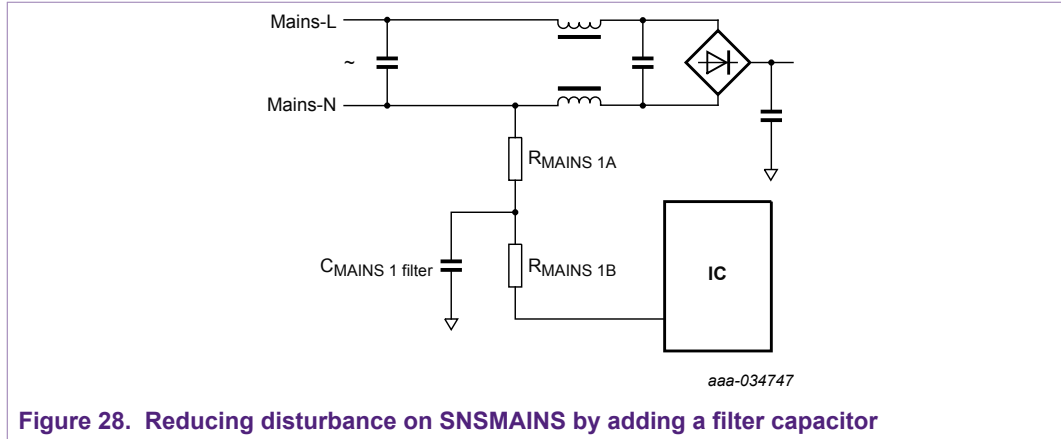 Mains-L
~
Mains-N
RMAINS 1A
CMAINS 1 filter
RMAINS 1B
IC
aaa-034747
Figure 28. Reducing disturbance on SNSMAINS by adding a filter capacitor